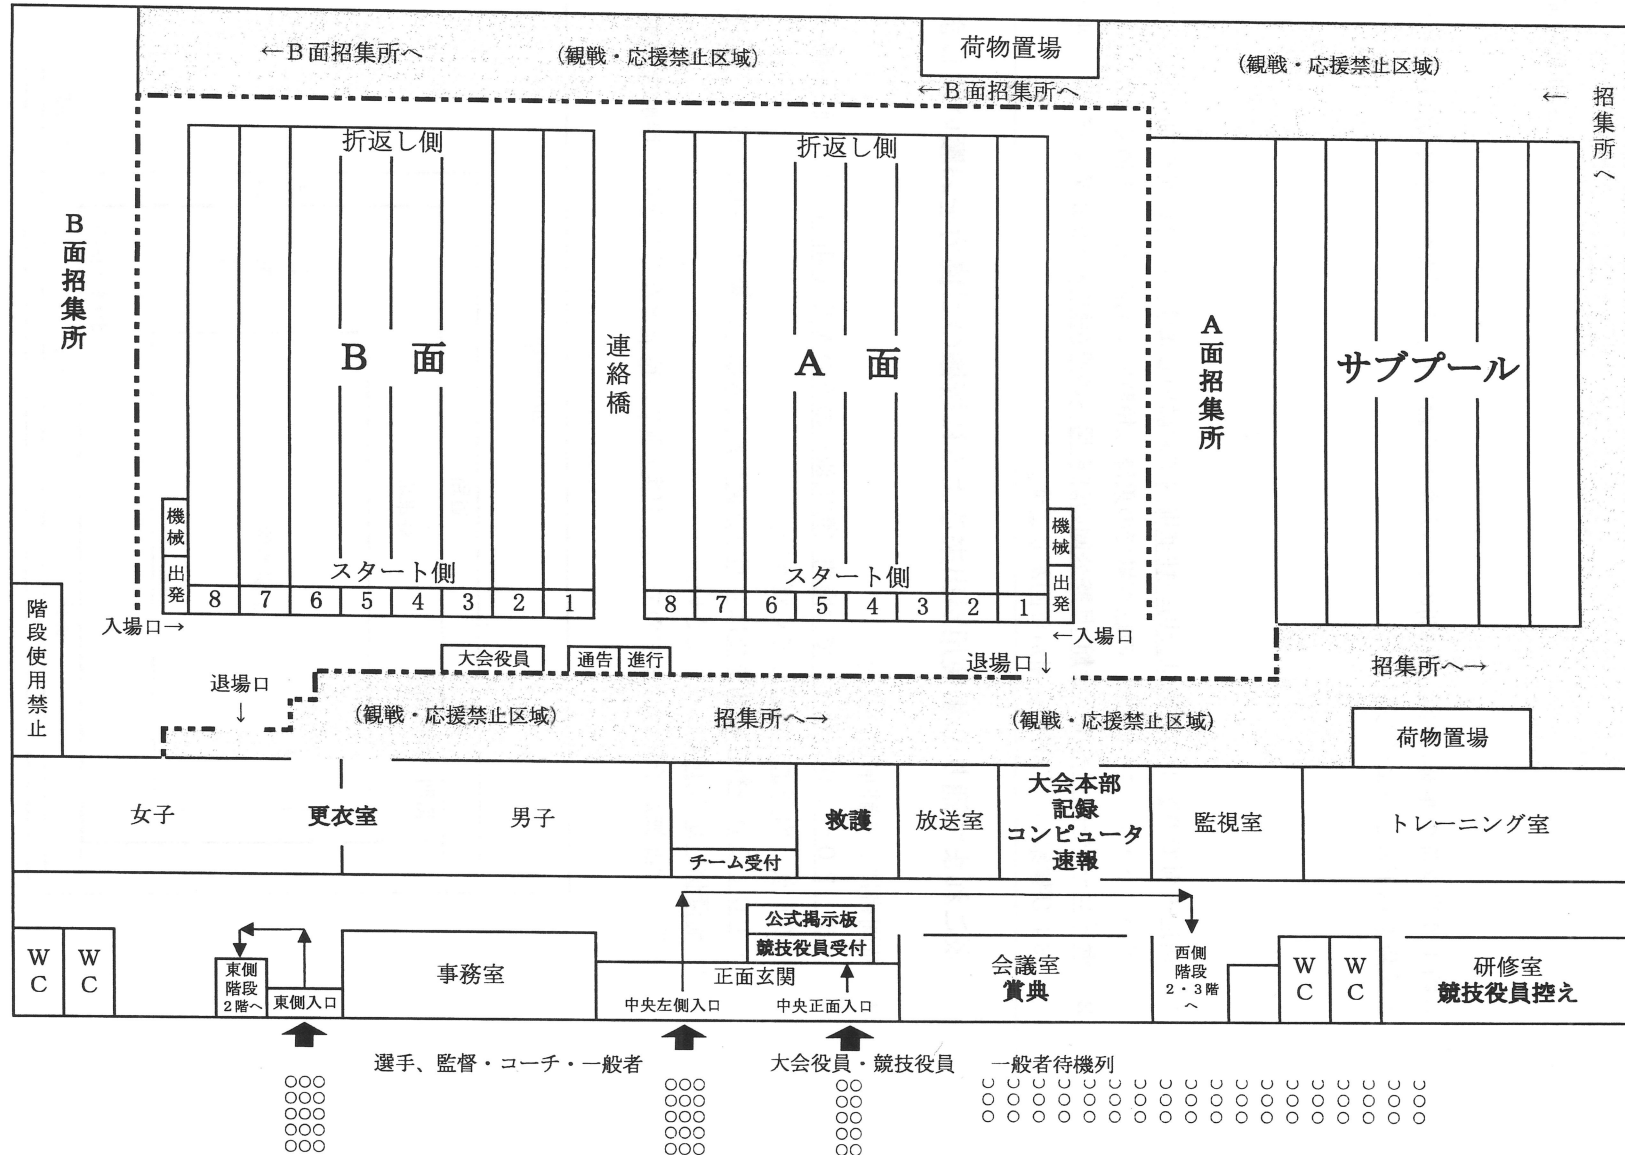 ←B面招集所へ
(観戦・応援禁止区域)
荷物置場
(観戦・応援禁止区域)
←B面招集所へ
←
招集所へ
折返し側
折返し側
B面招集所
B 面
連絡橋
A 面
A面招集所
サブプール
機械
出発
機械
出発
スタート側
スタート側
8 7 6 5 4 3 2 1
8 7 6 5 4 3 2 1
階段使用禁止
入場口→
←入場口
大会役員
通告
進行
退場口↓
招集所へ→
退場口
↓
(観戦・応援禁止区域)
招集所へ→
(観戦・応援禁止区域)
荷物置場
女子
更衣室
男子
チーム受付
救護
放送室
大会本部
記録
コンピュータ
速報
監視室
トレーニング室
WC
WC
東側
階段
2階へ
東側入口
事務室
公式掲示板
競技役員受付
正面玄関
中央左側入口
中央正面入口
会議室
賞典
西側
階段
2・3階
へ
WC
WC
研修室
競技役員控え
選手、監督・コーチ・一般者
大会役員・競技役員
一般者待機列